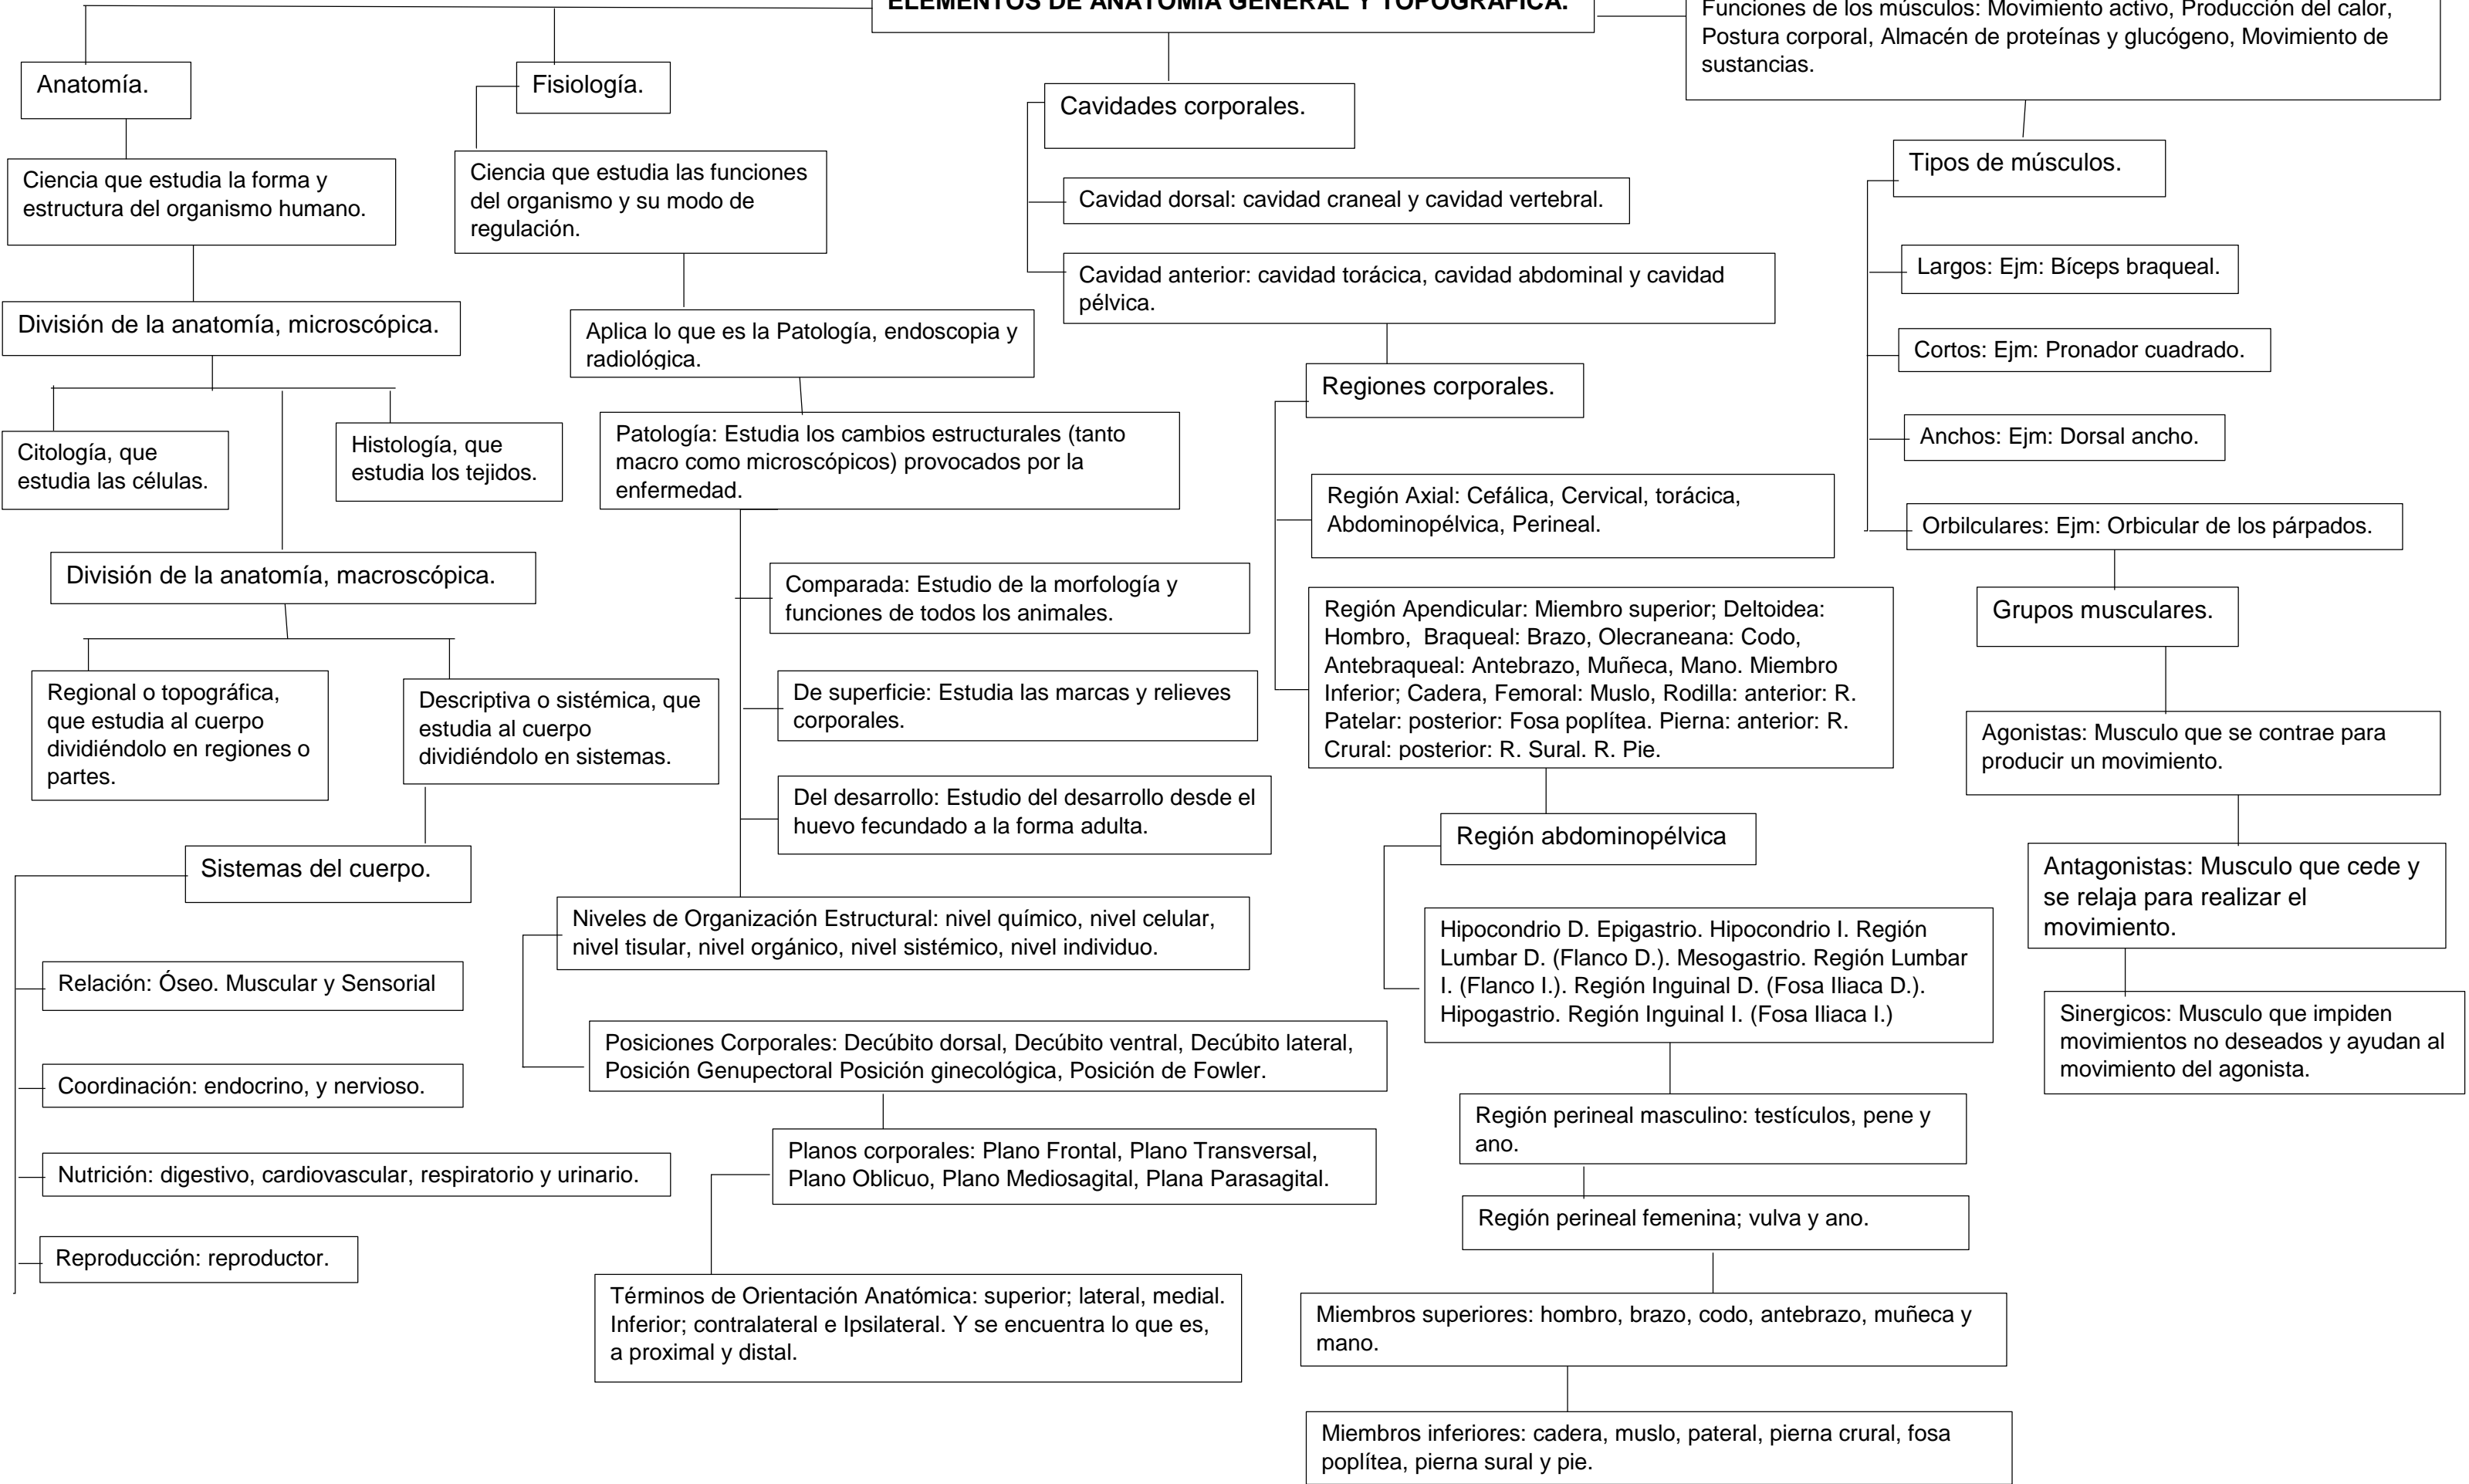 ELEMENTOS DE ANATOMIA GENERAL Y TOPOGRAFICA.
Funciones de los músculos: Movimiento activo, Producción del calor,
Postura corporal, Almacén de proteínas y glucógeno, Movimiento de
sustancias.
Anatomía.
Ciencia que estudia la forma y
estructura del organismo humano.
División de la anatomía, microscópica.
Citología, que
estudia las células.
Histología, que
estudia los tejidos.
División de la anatomía, macroscópica.
Regional o topográfica,
que estudia al cuerpo
dividiéndolo en regiones o
partes.
Descriptiva o sistémica, que
estudia al cuerpo
dividiéndolo en sistemas.
Sistemas del cuerpo.
Relación: Óseo. Muscular y Sensorial
Coordinación: endocrino, y nervioso.
Nutrición: digestivo, cardiovascular, respiratorio y urinario.
Reproducción: reproductor.
Fisiología.
Ciencia que estudia las funciones
del organismo y su modo de
regulación.
Aplica lo que es la Patología, endoscopia y
radiológica.
Patología: Estudia los cambios estructurales (tanto
macro como microscópicos) provocados por la
enfermedad.
Comparada: Estudio de la morfología y
funciones de todos los animales.
De superficie: Estudia las marcas y relieves
corporales.
Del desarrollo: Estudio del desarrollo desde el
huevo fecundado a la forma adulta.
Niveles de Organización Estructural: nivel químico, nivel celular,
nivel tisular, nivel orgánico, nivel sistémico, nivel individuo.
Posiciones Corporales: Decúbito dorsal, Decúbito ventral, Decúbito lateral,
Posición Genupectoral Posición ginecológica, Posición de Fowler.
Planos corporales: Plano Frontal, Plano Transversal,
Plano Oblicuo, Plano Mediosagital, Plana Parasagital.
Términos de Orientación Anatómica: superior; lateral, medial.
Inferior; contralateral e Ipsilateral. Y se encuentra lo que es,
a proximal y distal.
Cavidades corporales.
Cavidad dorsal: cavidad craneal y cavidad vertebral.
Cavidad anterior: cavidad torácica, cavidad abdominal y cavidad
pélvica.
Regiones corporales.
Región Axial: Cefálica, Cervical, torácica,
Abdominopélvica, Perineal.
Región Apendicular: Miembro superior; Deltoidea:
Hombro, Braqueal: Brazo, Olecraneana: Codo,
Antebraqueal: Antebrazo, Muñeca, Mano. Miembro
Inferior; Cadera, Femoral: Muslo, Rodilla: anterior: R.
Patelar: posterior: Fosa poplítea. Pierna: anterior: R.
Crural: posterior: R. Sural. R. Pie.
Región abdominopélvica
Hipocondrio D. Epigastrio. Hipocondrio I. Región
Lumbar D. (Flanco D.). Mesogastrio. Región Lumbar
I. (Flanco I.). Región Inguinal D. (Fosa Iliaca D.).
Hipogastrio. Región Inguinal I. (Fosa Iliaca I.)
Región perineal masculino: testículos, pene y
ano.
Región perineal femenina; vulva y ano.
Miembros superiores: hombro, brazo, codo, antebrazo, muñeca y
mano.
Miembros inferiores: cadera, muslo, pateral, pierna crural, fosa
poplítea, pierna sural y pie.
Tipos de músculos.
Largos: Ejm: Bíceps braqueal.
Cortos: Ejm: Pronador cuadrado.
Anchos: Ejm: Dorsal ancho.
Orbilculares: Ejm: Orbicular de los párpados.
Grupos musculares.
Agonistas: Musculo que se contrae para
producir un movimiento.
Antagonistas: Musculo que cede y
se relaja para realizar el
movimiento.
Sinergicos: Musculo que impiden
movimientos no deseados y ayudan al
movimiento del agonista.